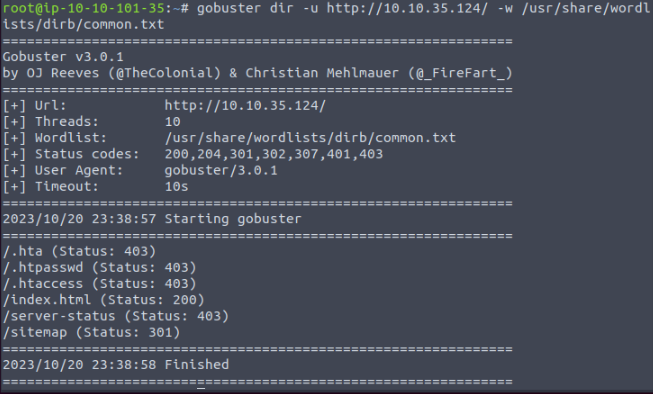 root@ip-10-10-101-35:~# gobuster dir -u http://10.10.35.124/ -w /usr/share/wordl
ists/dirb/common.txt
===============================================================
Gobuster v3.0.1
by OJ Reeves (@TheColonial) & Christian Mehlmauer (@_FireFart_)
===============================================================
[+] Url:            http://10.10.35.124/
[+] Threads:        10
[+] Wordlist:       /usr/share/wordlists/dirb/common.txt
[+] Status codes:   200,204,301,302,307,401,403
[+] User Agent:     gobuster/3.0.1
[+] Timeout:        10s
===============================================================
2023/10/20 23:38:57 Starting gobuster
===============================================================
/.hta (Status: 403)
/.htpasswd (Status: 403)
/.htaccess (Status: 403)
/index.html (Status: 200)
/server-status (Status: 403)
/sitemap (Status: 301)
===============================================================
2023/10/20 23:38:58 Finished
===============================================================